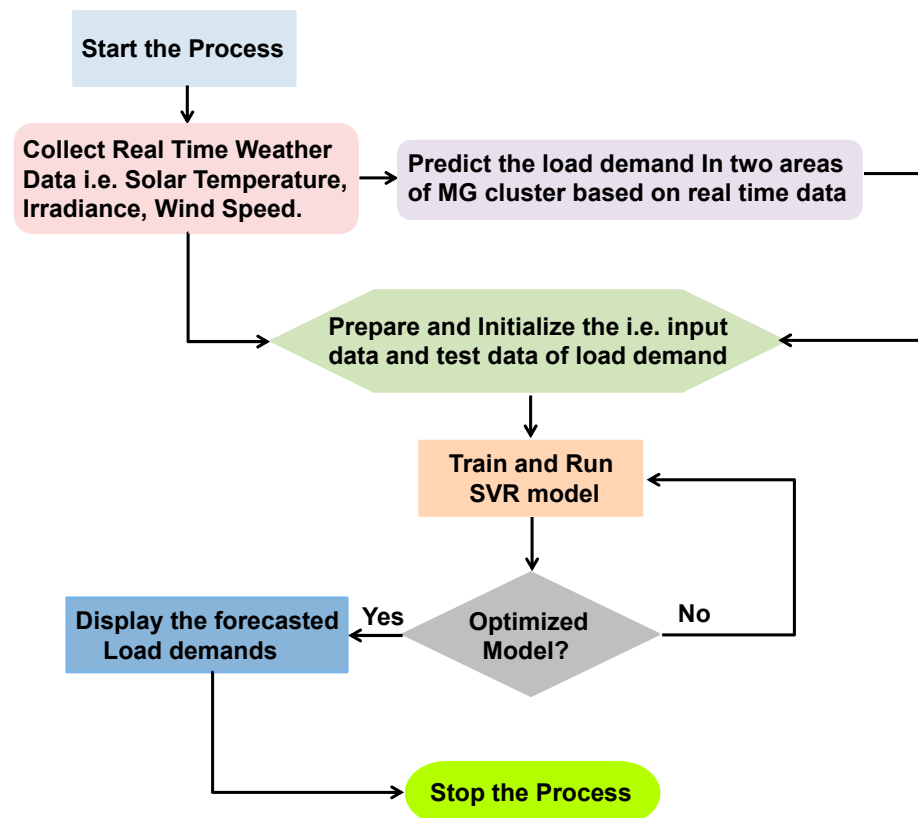 Start the Process
Collect Real Time Weather
Data i.e. Solar Temperature,
Irradiance, Wind Speed.
Predict the load demand In two areas
of MG cluster based on real time data
Prepare and Initialize the i.e. input
data and test data of load demand
Train and Run
SVR model
Optimized
Model?
Yes
No
Display the forecasted
Load demands
Stop the Process